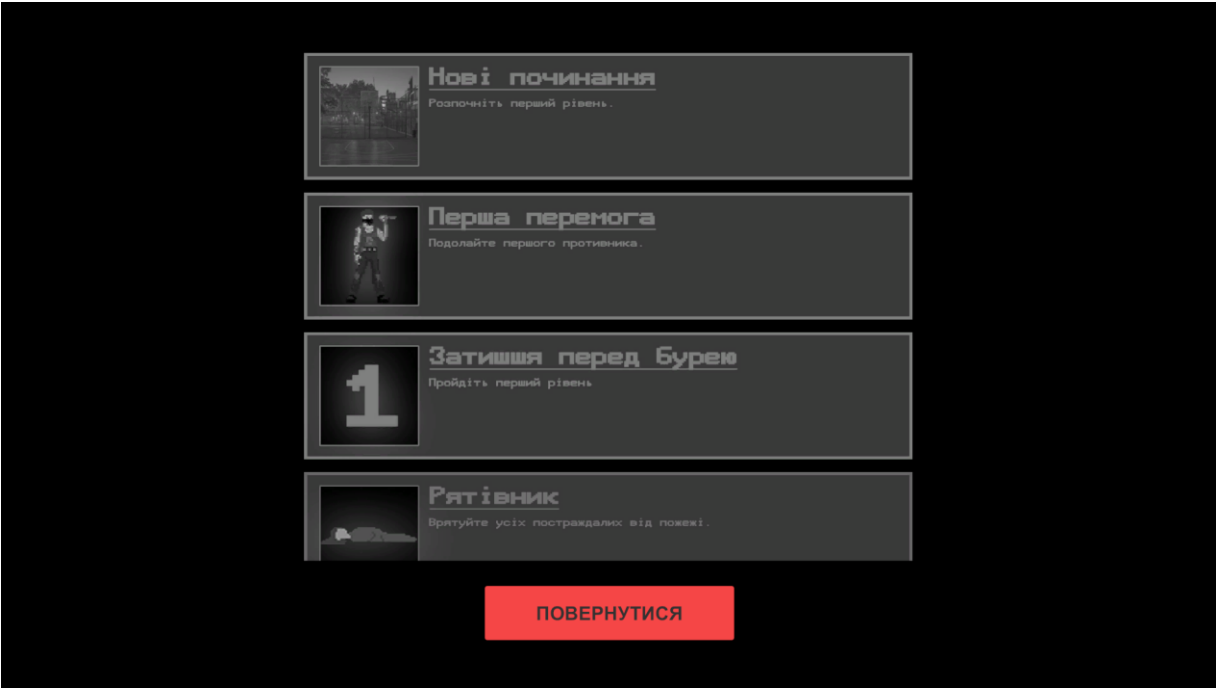 Нові починання
Розпочніть перший рівень.
Перша перемога
Подолайте першого противника.
Затишшя перед бурею
Пройдіть перший рівень
1
Рятівник
Врятуйте усіх постраждалих від пожежі.
ПОВЕРНУТИСЯ